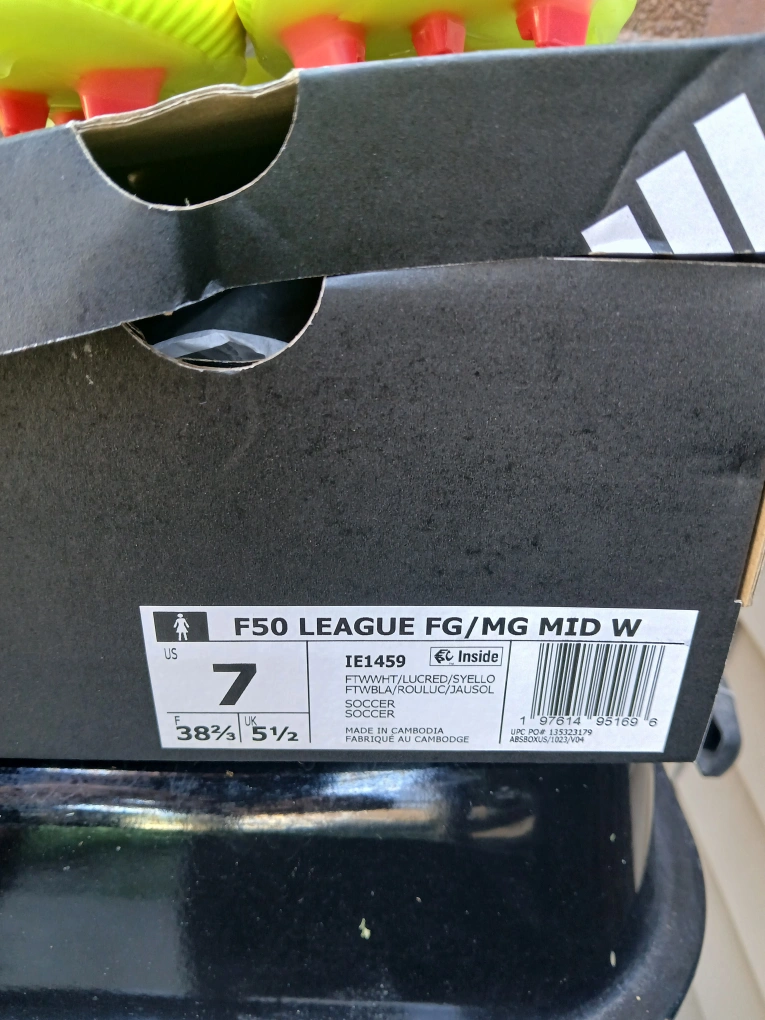 F50 LEAGUE FG/MG MID W
US
7
F
38⅔
UK
5½
IE1459
Inside
FTWWHT/LUCRED/SYELLO
FTWBLA/ROULUC/JAUSOL
SOCCER
SOCCER
MADE IN CAMBODIA
FABRIQUÉ AU CAMBODGE
1 97614 95169 6
UPC PO# 135323179
ABSBOXUS/1023/V04